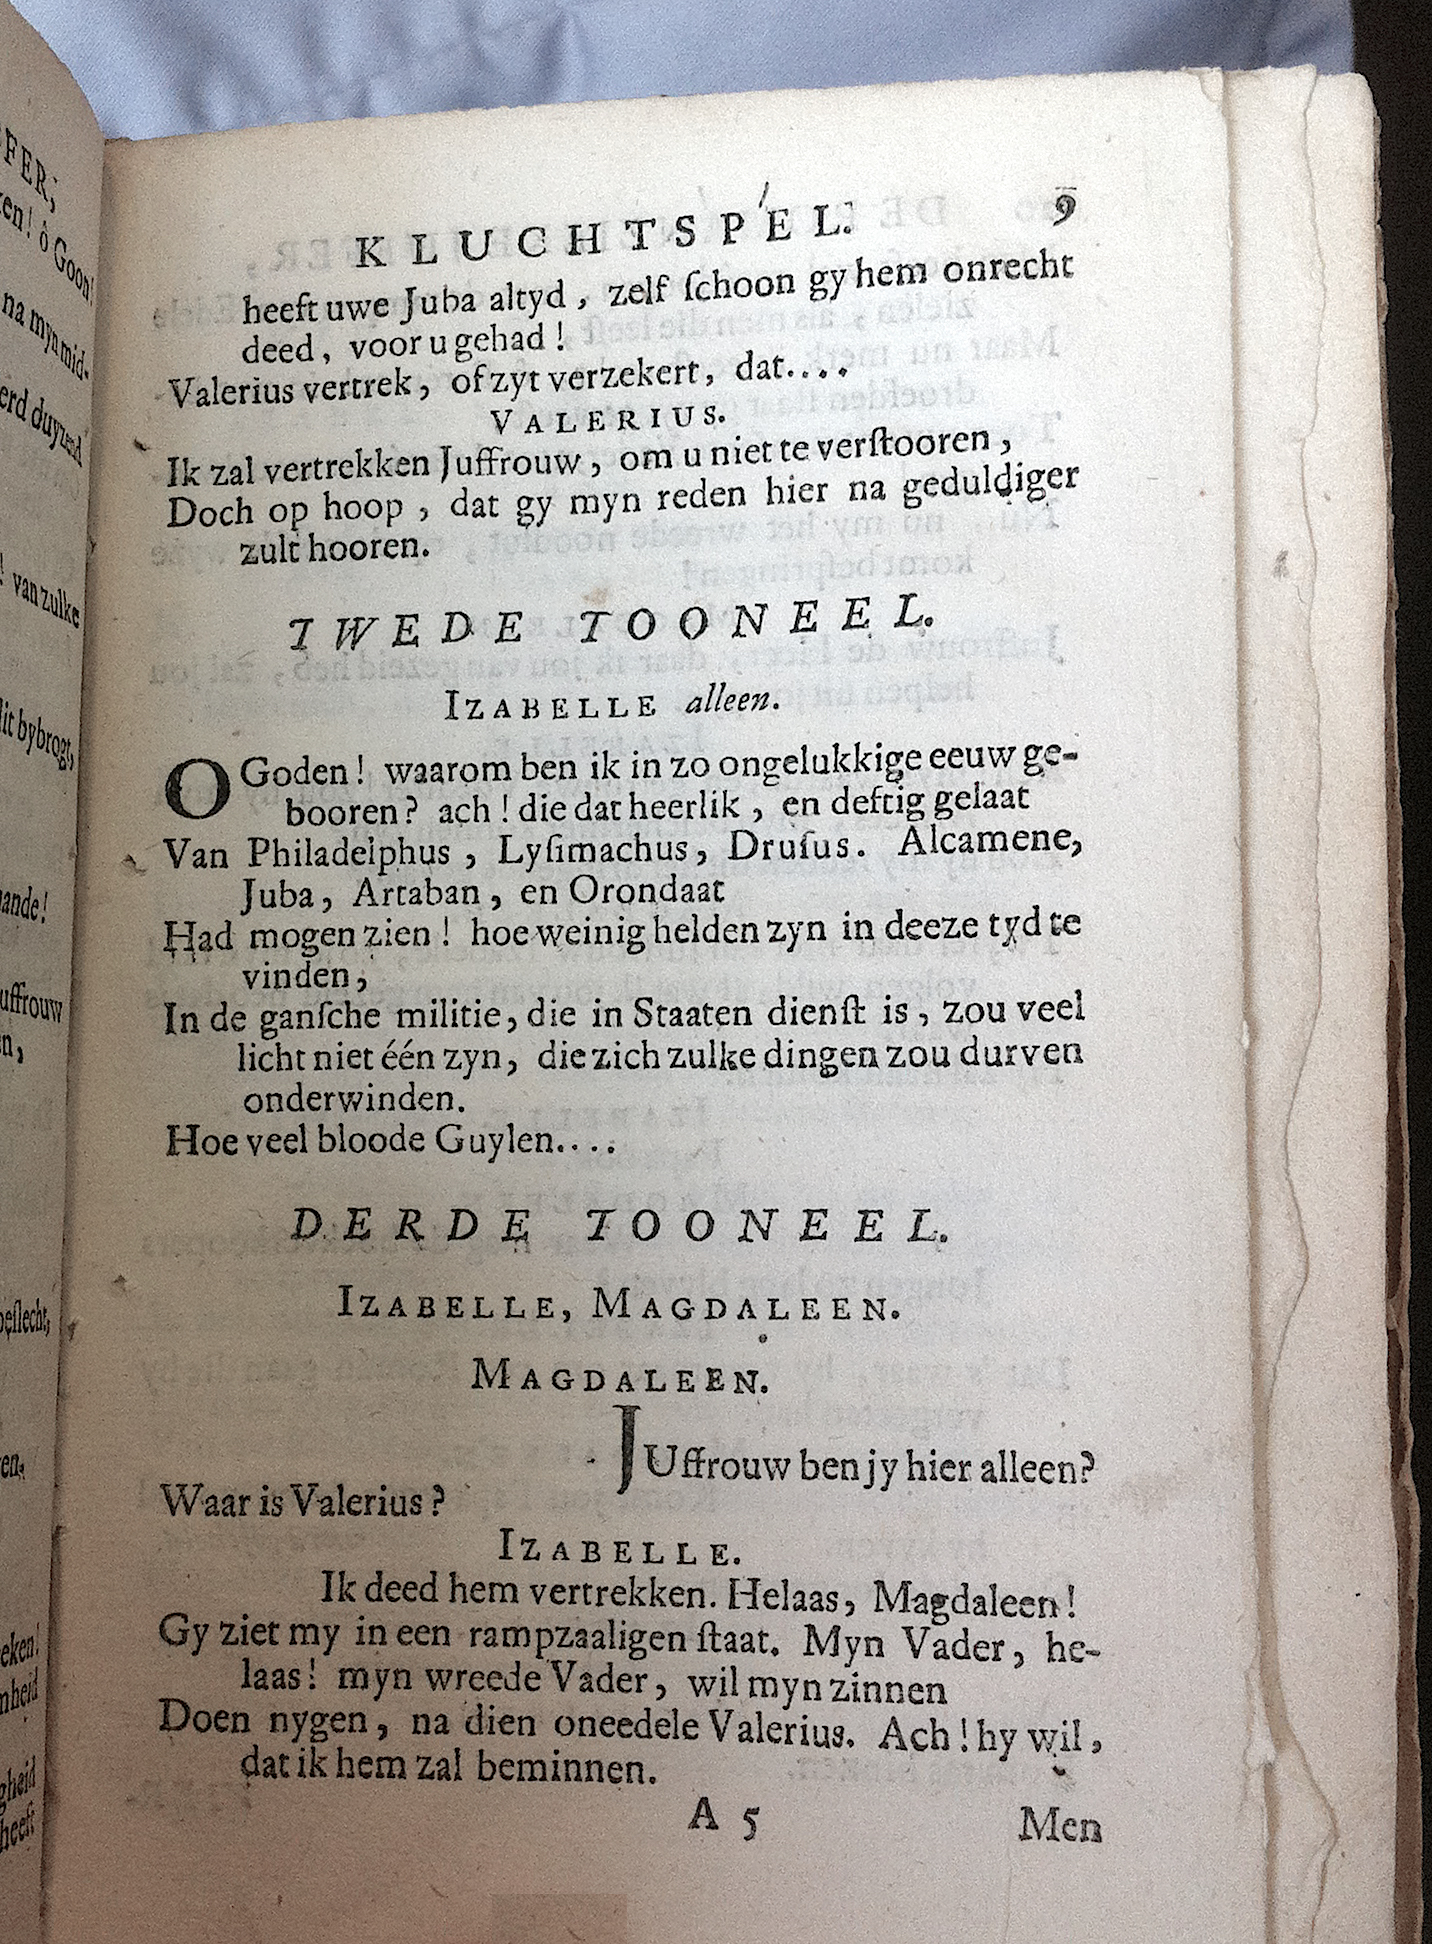 KLUCHTSPEL. 9
heeft uwe Juba altyd, zelf ſchoon gy hem onrecht
deed, voor u gehad!
Valerius vertrek, of zyt verzekert, dat....
VALERIUS.
Ik zal vertrekken Juffrouw, om u niet te verſtooren,
Doch op hoop, dat gy myn reden hier na geduldiger
zult hooren.
TWEDE TOONEEL.
IZABELLE alleen.
O Goden! waarom ben ik in zo ongelukkige eeuw ge-
booren? ach! die dat heerlik, en deftig gelaat
Van Philadelphus, Lyſimachus, Druſus. Alcamene,
Juba, Artaban, en Orondaat
Had mogen zien! hoe weinig helden zyn in deeze tyd te
vinden,
In de ganſche militie, die in Staaten dienſt is, zou veel
licht niet één zyn, die zich zulke dingen zou durven
onderwinden.
Hoe veel bloode Guylen....
DERDE TOONEEL.
IZABELLE, MAGDALEEN.
MAGDALEEN.
JUffrouw ben jy hier alleen?
Waar is Valerius?
IZABELLE.
Ik deed hem vertrekken. Helaas, Magdaleen!
Gy ziet my in een rampzaaligen ſtaat. Myn Vader, he-
laas! myn wreede Vader, wil myn zinnen
Doen nygen, na dien oneedele Valerius. Ach! hy wil,
dat ik hem zal beminnen.
A 5 Men